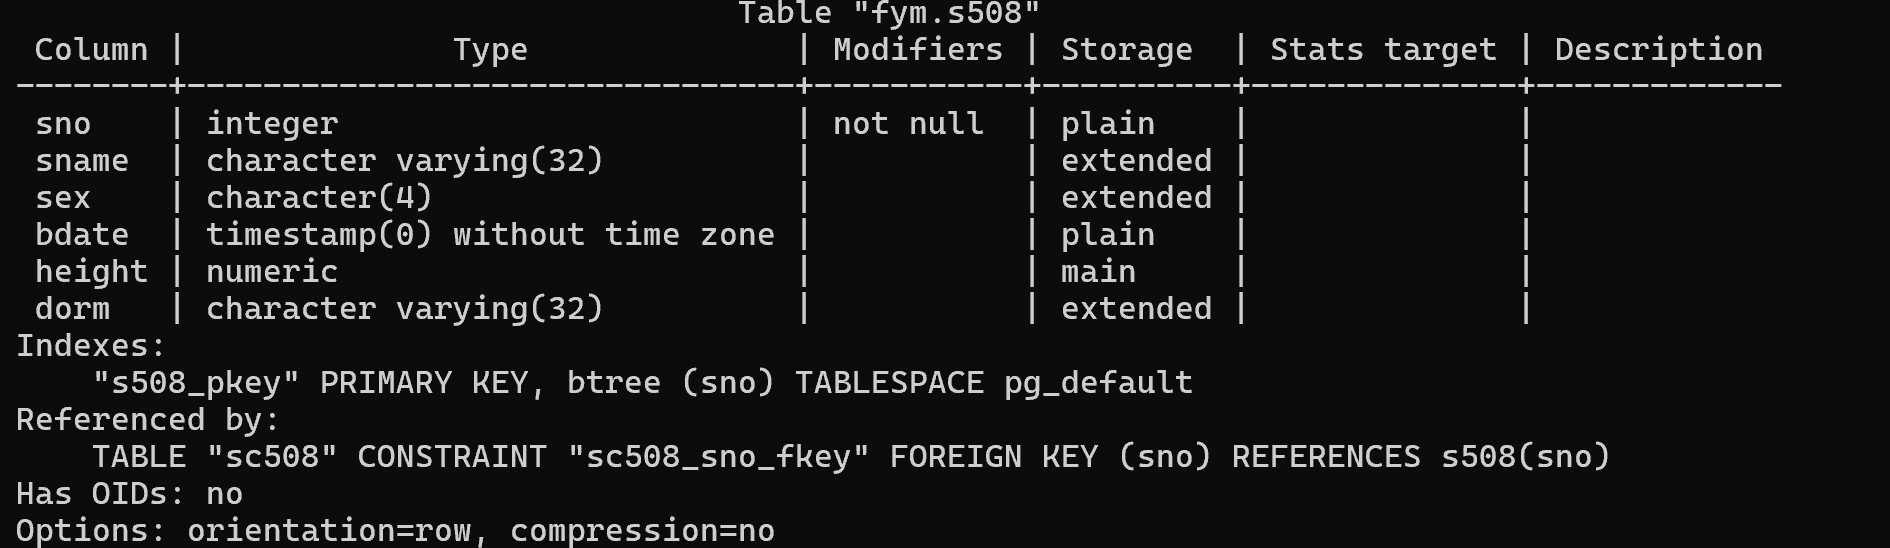 Table "fym.s508"
 Column |              Type              | Modifiers | Storage  | Stats target | Description
--------+--------------------------------+-----------+----------+--------------+-------------
 sno    | integer                        | not null  | plain    |              |
 sname  | character varying(32)          |           | extended |              |
 sex    | character(4)                   |           | extended |              |
 bdate  | timestamp(0) without time zone |           | plain    |              |
 height | numeric                        |           | main     |              |
 dorm   | character varying(32)          |           | extended |              |
Indexes:
    "s508_pkey" PRIMARY KEY, btree (sno) TABLESPACE pg_default
Referenced by:
    TABLE "sc508" CONSTRAINT "sc508_sno_fkey" FOREIGN KEY (sno) REFERENCES s508(sno)
Has OIDs: no
Options: orientation=row, compression=no